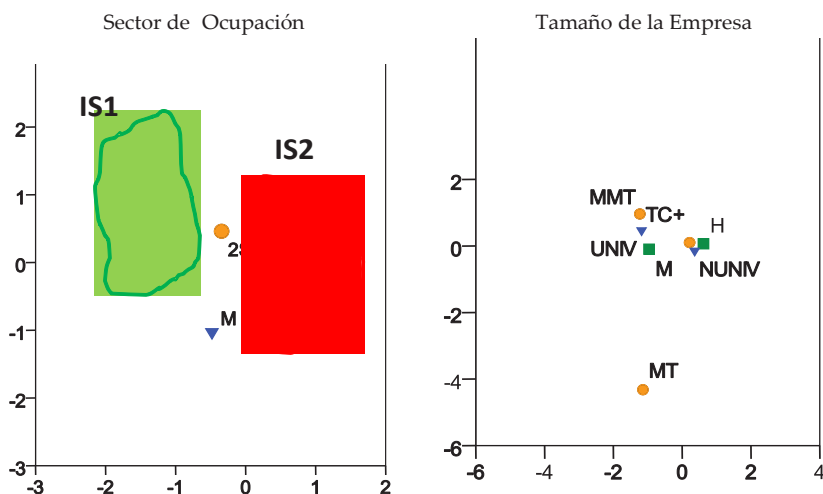 Sector de Ocupación
IS1
IS2
2
1
0
-1
-2
-3
M
-3
-2
-1
0
1
2
Tamaño de la Empresa
2
0
-2
-4
-6
MMT
TC+
H
UNIV
M
NUNIV
MT
-6
-4
-2
0
2
4